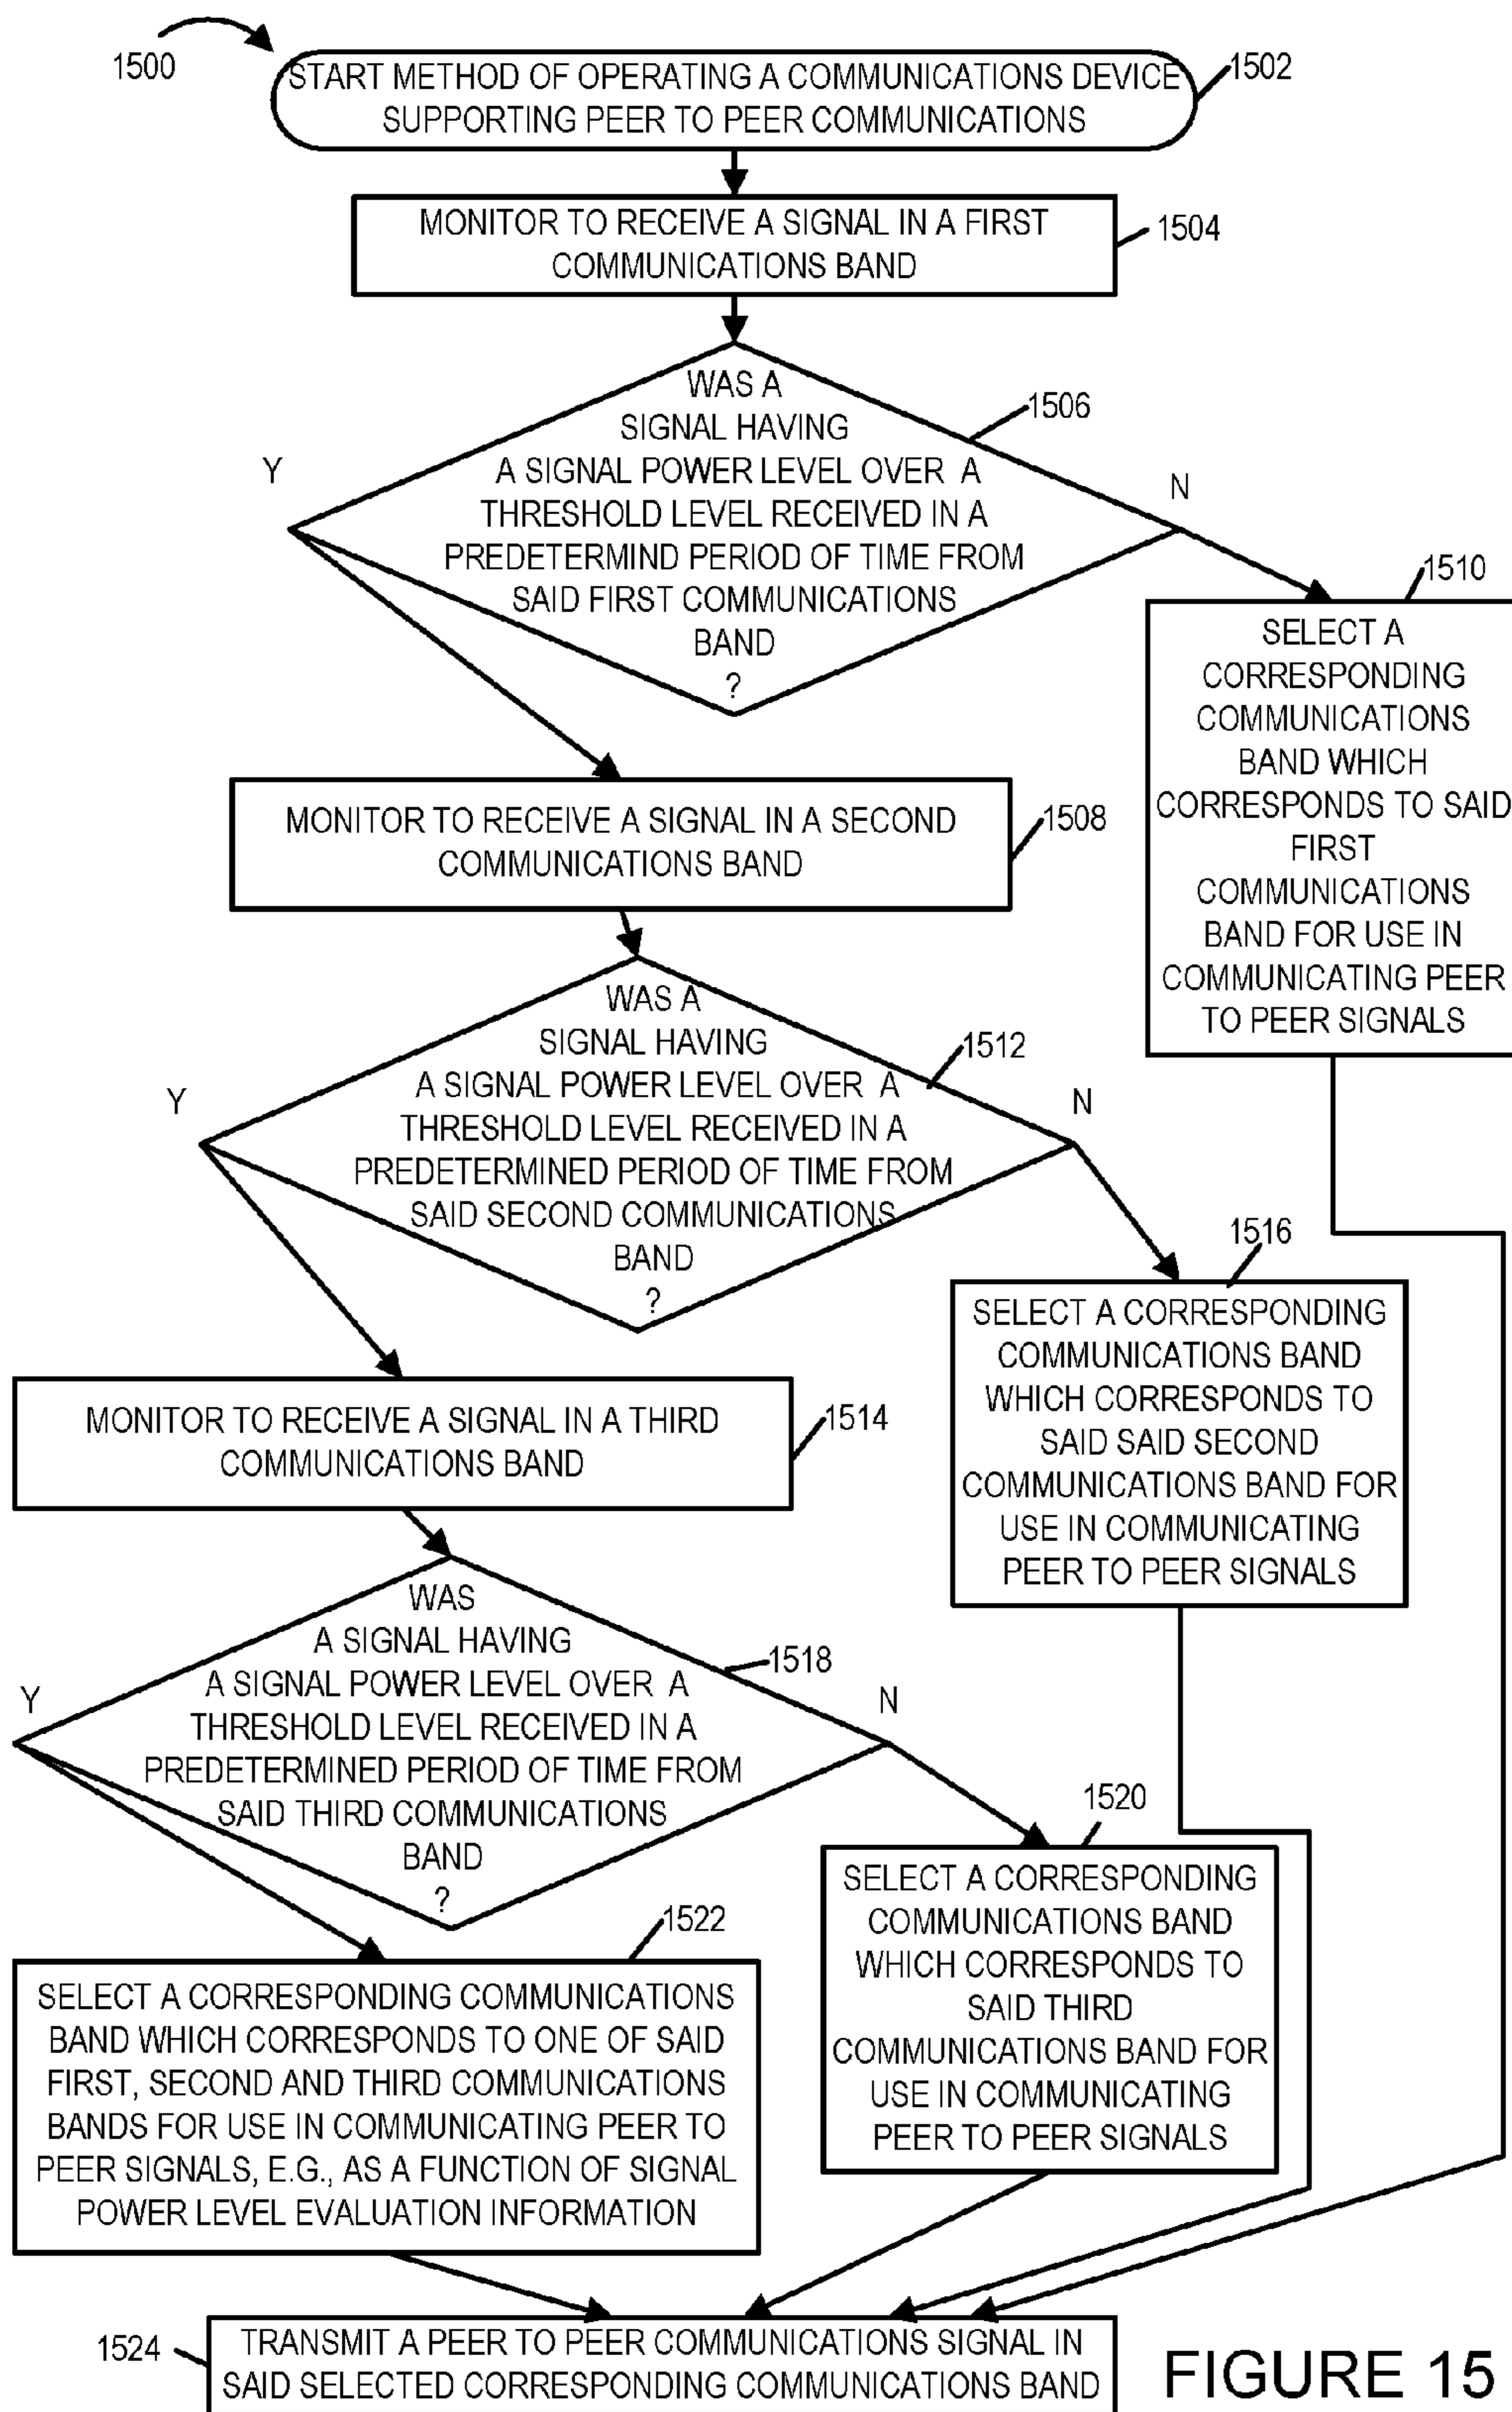 1500
START METHOD OF OPERATING A COMMUNICATIONS DEVICE
SUPPORTING PEER TO PEER COMMUNICATIONS
1502
MONITOR TO RECEIVE A SIGNAL IN A FIRST
COMMUNICATIONS BAND
1504
WAS A
SIGNAL HAVING
A SIGNAL POWER LEVEL OVER A
THRESHOLD LEVEL RECEIVED IN A
PREDETERMIND PERIOD OF TIME FROM
SAID FIRST COMMUNICATIONS
BAND
?
1506
Y
N
1510
SELECT A
CORRESPONDING
COMMUNICATIONS
BAND WHICH
CORRESPONDS TO SAID
FIRST
COMMUNICATIONS
BAND FOR USE IN
COMMUNICATING PEER
TO PEER SIGNALS
MONITOR TO RECEIVE A SIGNAL IN A SECOND
COMMUNICATIONS BAND
1508
WAS A
SIGNAL HAVING
A SIGNAL POWER LEVEL OVER A
THRESHOLD LEVEL RECEIVED IN A
PREDETERMINED PERIOD OF TIME FROM
SAID SECOND COMMUNICATIONS
BAND
?
1512
Y
N
1516
SELECT A CORRESPONDING
COMMUNICATIONS BAND
WHICH CORRESPONDS TO
SAID SAID SECOND
COMMUNICATIONS BAND FOR
USE IN COMMUNICATING
PEER TO PEER SIGNALS
MONITOR TO RECEIVE A SIGNAL IN A THIRD
COMMUNICATIONS BAND
1514
WAS
A SIGNAL HAVING
A SIGNAL POWER LEVEL OVER A
THRESHOLD LEVEL RECEIVED IN A
PREDETERMINED PERIOD OF TIME FROM
SAID THIRD COMMUNICATIONS
BAND
?
1518
Y
N
1520
SELECT A CORRESPONDING
COMMUNICATIONS BAND
WHICH CORRESPONDS TO
SAID THIRD
COMMUNICATIONS BAND FOR
USE IN COMMUNICATING
PEER TO PEER SIGNALS
1522
SELECT A CORRESPONDING COMMUNICATIONS
BAND WHICH CORRESPONDS TO ONE OF SAID
FIRST, SECOND AND THIRD COMMUNICATIONS
BANDS FOR USE IN COMMUNICATING PEER TO
PEER SIGNALS, E.G., AS A FUNCTION OF SIGNAL
POWER LEVEL EVALUATION INFORMATION
1524
TRANSMIT A PEER TO PEER COMMUNICATIONS SIGNAL IN
SAID SELECTED CORRESPONDING COMMUNICATIONS BAND
FIGURE 15